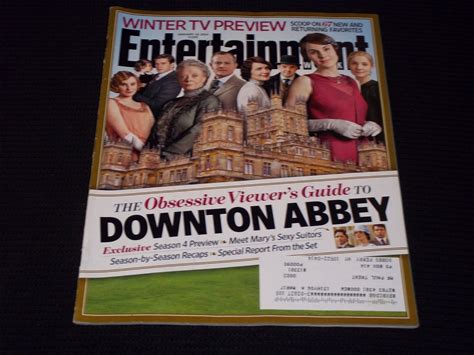 WINTER TV PREVIEW
SCOOP ON 67 NEW AND
RETURNING FAVORITES
Entertainment
THE Obsessive Viewer's Guide TO
DOWNTON ABBEY
Exclusive Season 4 Preview • Meet Mary's Sexy Suitors
Season-by-Season Recaps • Special Report From the Set